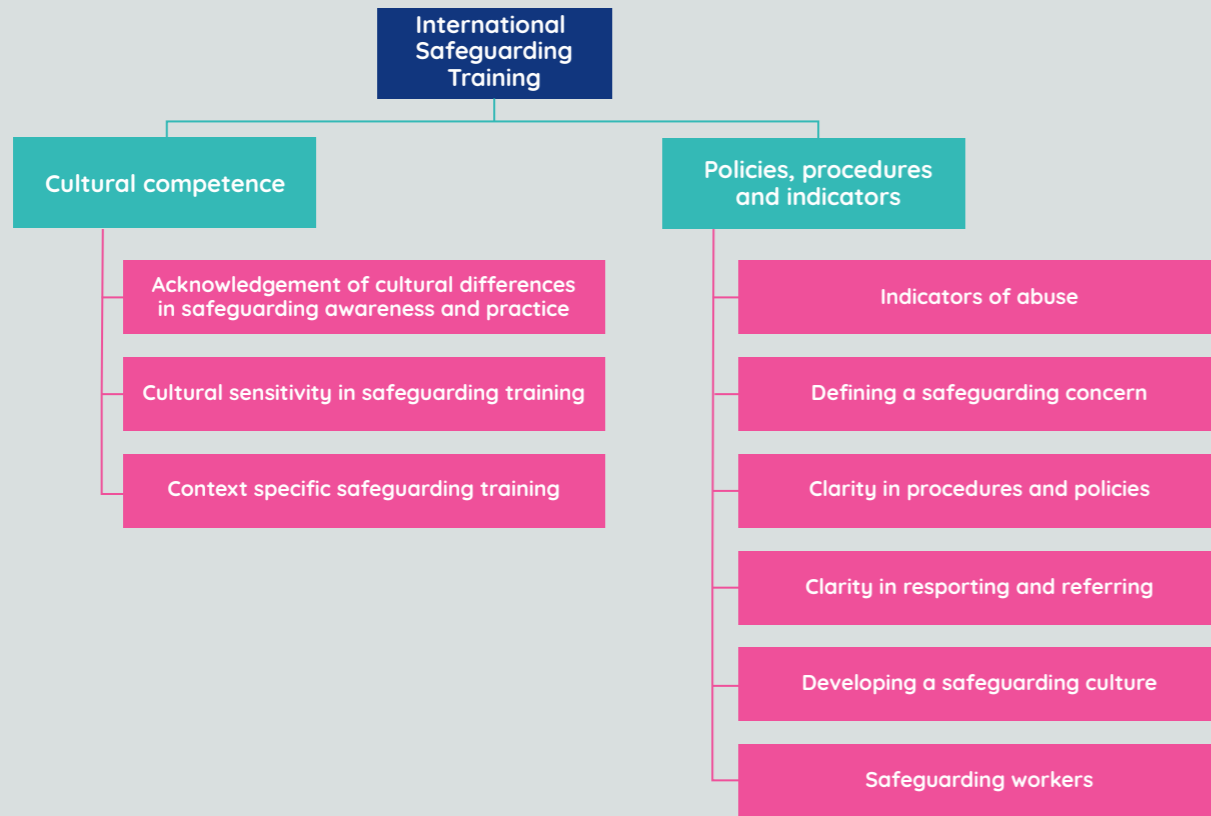 International
Safeguarding
Training
Cultural competence
Acknowledgement of cultural differences
in safeguarding awareness and practice
Cultural sensitivity in safeguarding training
Context specific safeguarding training
Policies, procedures
and indicators
Indicators of abuse
Defining a safeguarding concern
Clarity in procedures and policies
Clarity in resporting and referring
Developing a safeguarding culture
Safeguarding workers